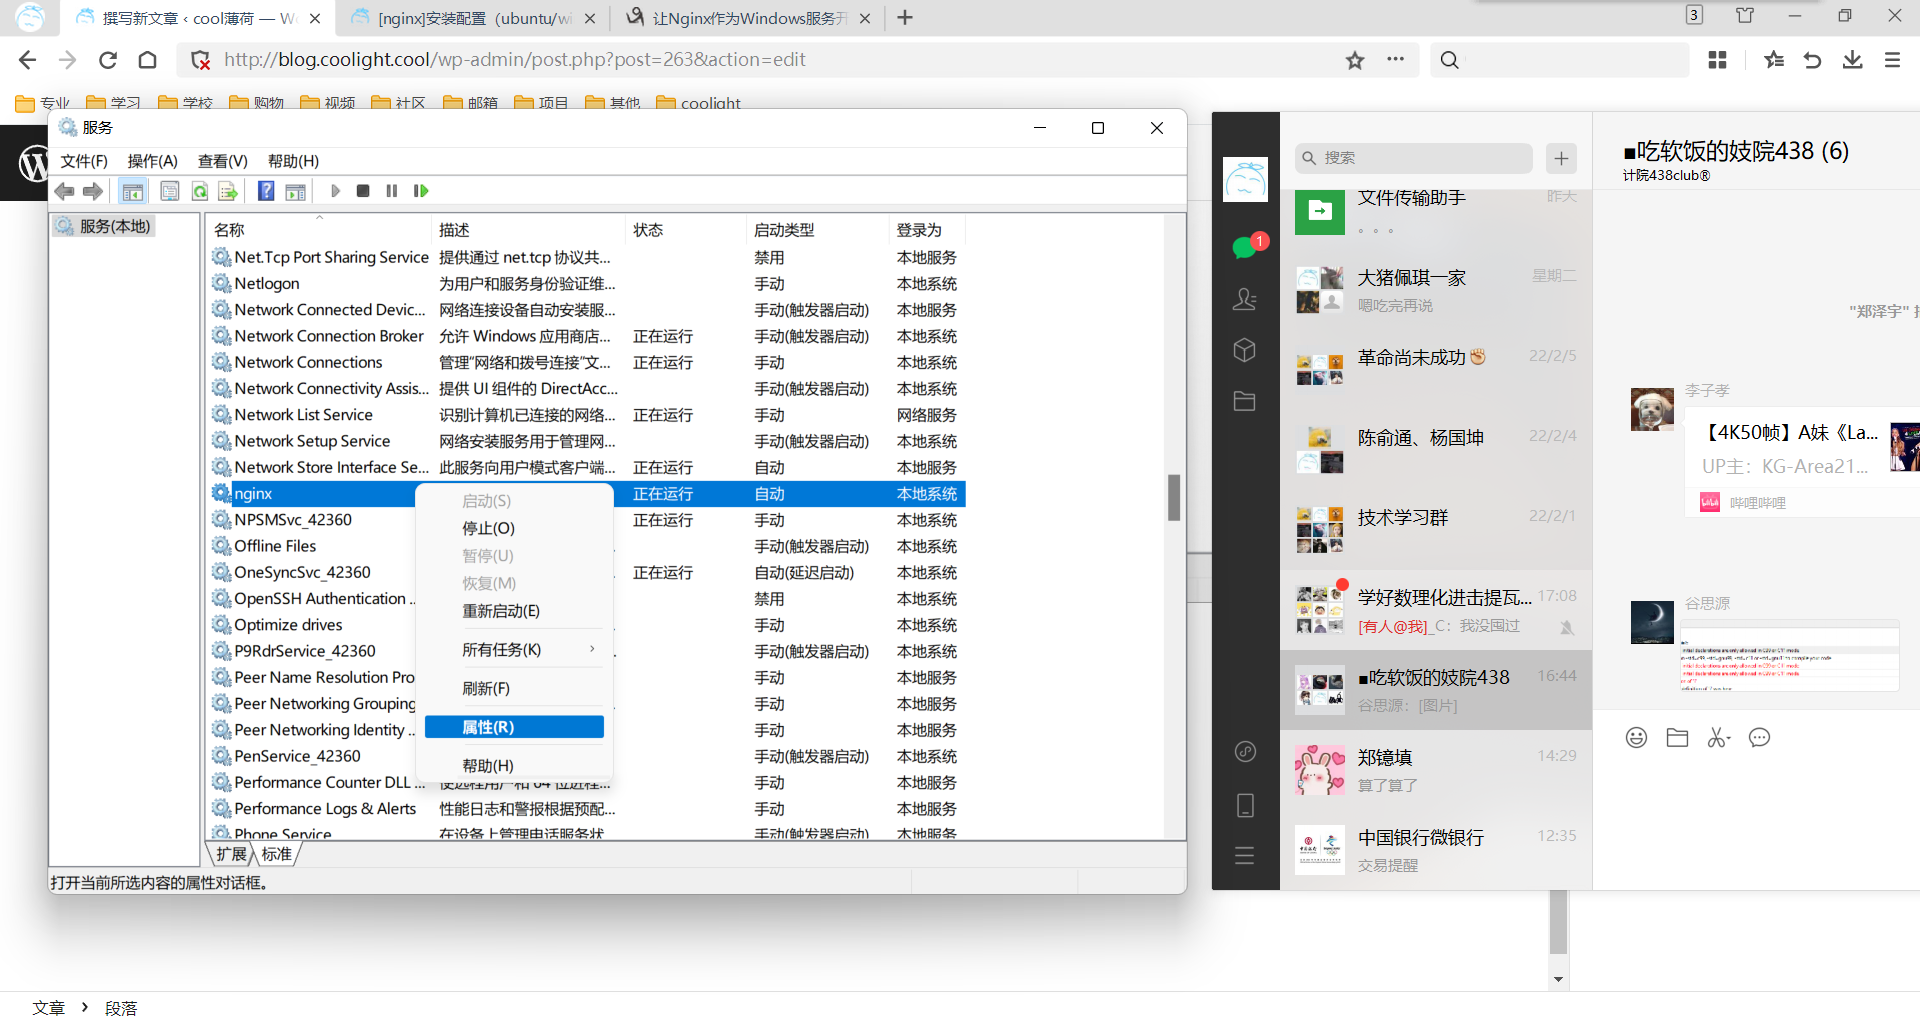 撰写新文章 ‹ cool薄荷 — W
[nginx]安装配置（ubuntu/wi
让Nginx作为Windows服务开
3
http://blog.coolight.cool/wp-admin/post.php?post=263&action=edit
专业
学习
学校
购物
视频
社区
邮箱
项目
其他
coolight
服务
文件(F) 操作(A) 查看(V) 帮助(H)
服务(本地)
名称 描述 状态 启动类型 登录为
Net.Tcp Port Sharing Service 提供通过 net.tcp 协议共... 禁用 本地服务
Netlogon 为用户和服务身份验证维... 手动 本地系统
Network Connected Devic... 网络连接设备自动安装服... 手动(触发器启动) 本地服务
Network Connection Broker 允许 Windows 应用商店... 正在运行 手动(触发器启动) 本地系统
Network Connections 管理“网络和拨号连接”文... 正在运行 手动 本地系统
Network Connectivity Assis... 提供 UI 组件的 DirectAcc... 手动(触发器启动) 本地系统
Network List Service 识别计算机已连接的网络... 正在运行 手动 网络服务
Network Setup Service 网络安装服务用于管理网... 手动(触发器启动) 本地系统
Network Store Interface Se... 此服务向用户模式客户端... 正在运行 自动 本地服务
nginx 正在运行 自动 本地系统
NPSMSvc_42360 正在运行 手动 本地系统
Offline Files 手动(触发器启动) 本地系统
OneSyncSvc_42360 正在运行 自动(延迟启动) 本地系统
OpenSSH Authentication .. 禁用 本地系统
Optimize drives 手动 本地系统
P9RdrService_42360 手动(触发器启动) 本地系统
Peer Name Resolution Pro 手动 本地服务
Peer Networking Grouping 手动 本地服务
Peer Networking Identity .. 手动 本地服务
PenService_42360 手动(触发器启动) 本地系统
Performance Counter DLL ... 使远程用户和 64 位进程... 手动 本地服务
Performance Logs & Alerts 性能日志和警报根据预配... 手动 本地服务
Phone Service 在设备上管理电话服务状 手动(触发器启动) 本地服务
启动(S)
停止(O)
暂停(U)
恢复(M)
重新启动(E)
所有任务(K)
刷新(F)
属性(R)
帮助(H)
扩展 标准
打开当前所选内容的属性对话框。
文章 › 段落
1
搜索
文件传输助手 昨天
。。。
大猪佩琪一家 星期二
嗯吃完再说
革命尚未成功✊ 22/2/5
陈俞通、杨国坤 22/2/4
技术学习群 22/2/1
学好数理化进击提瓦... 17:08
[有人@我]_C：我没囤过
■吃软饭的妓院438 16:44
谷思源：[图片]
郑镱填 14:29
算了算了
中国银行微银行 12:35
交易提醒
■吃软饭的妓院438 (6)
计院438club®
"郑泽宇"
李子孝
【4K50帧】A妹《La...
UP主：KG-Area21...
哔哩哔哩
谷思源